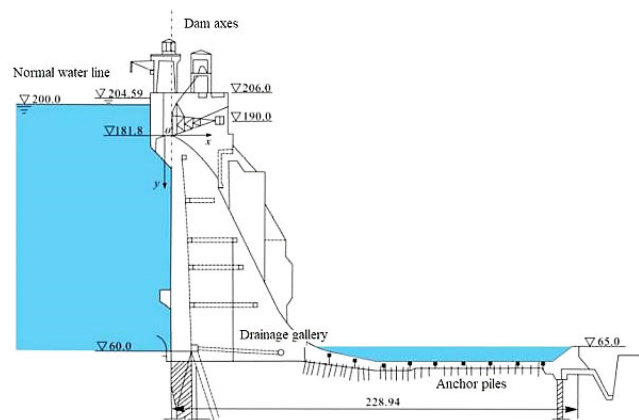 Dam axes
Normal water line
▽200.0
▽204.59
▽206.0
▽190.0
▽181.8
o
x
y
Drainage gallery
▽60.0
▽65.0
Anchor piles
228.94